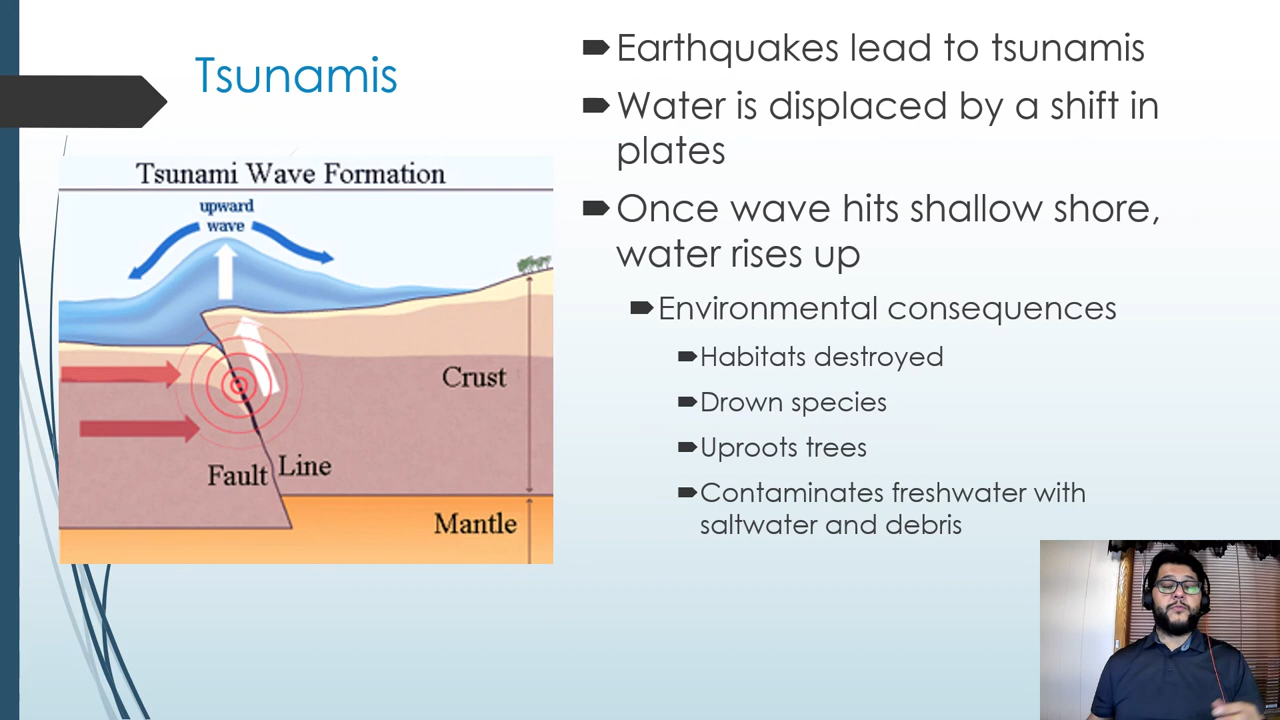 Tsunamis
Tsunami Wave Formation
upward
wave
Crust
Fault Line
Mantle
Earthquakes lead to tsunamis
Water is displaced by a shift in
plates
Once wave hits shallow shore,
water rises up
Environmental consequences
Habitats destroyed
Drown species
Uproots trees
Contaminates freshwater with
saltwater and debris